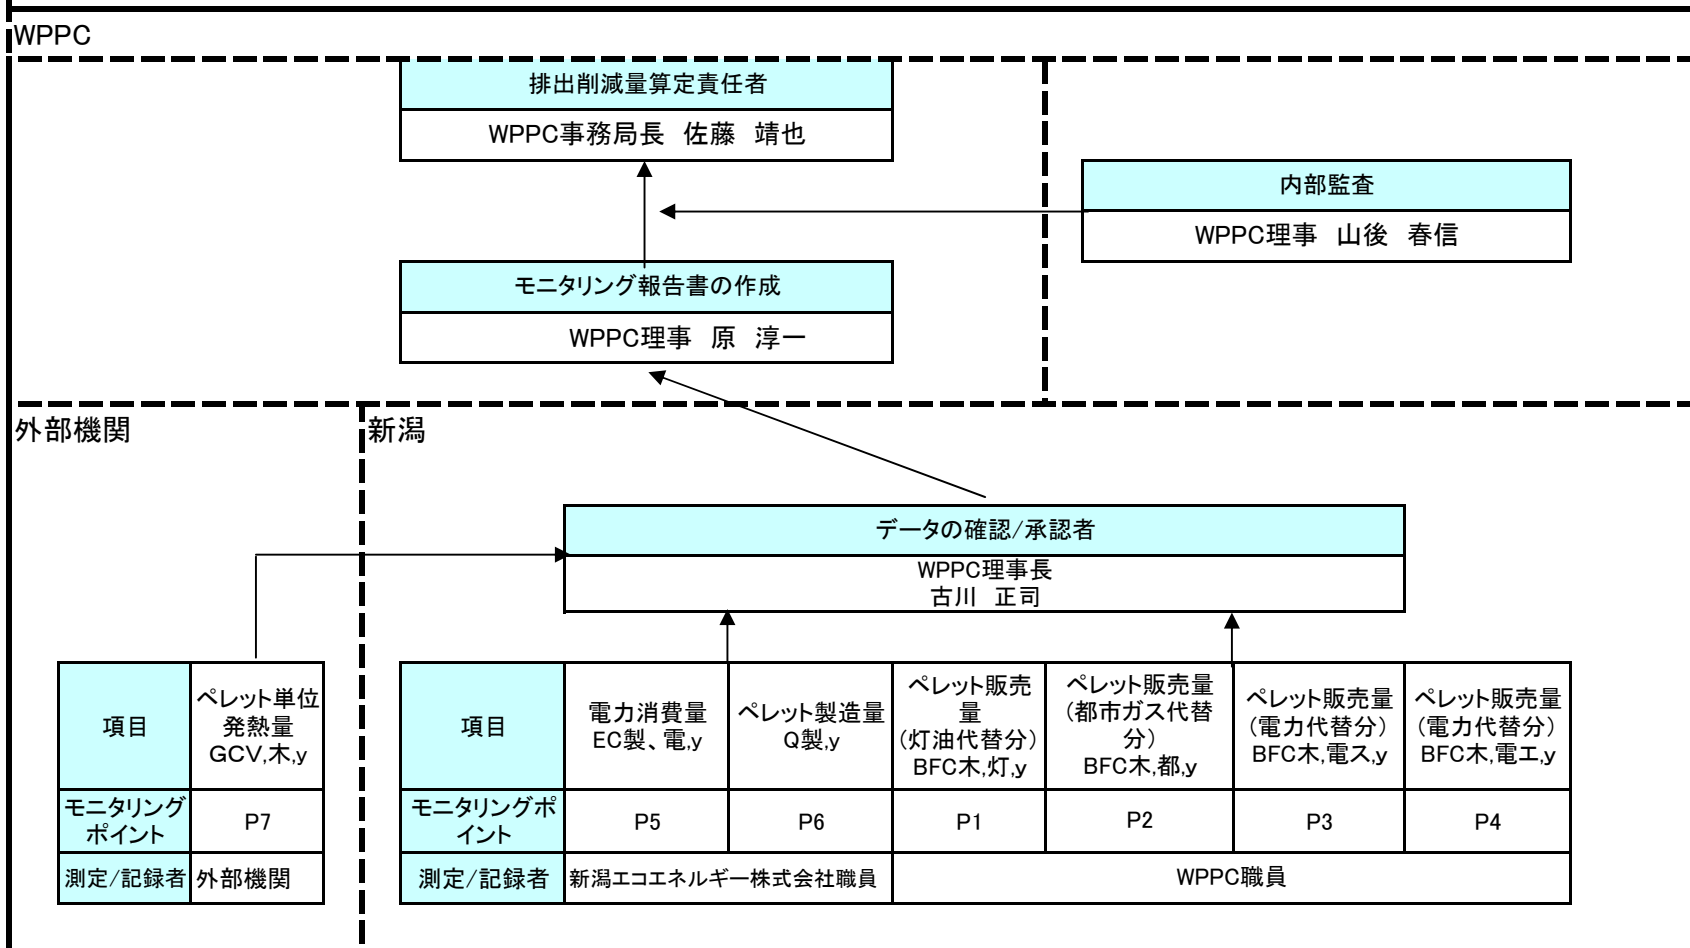 WPPC
排出削減量算定責任者
WPPC事務局長 佐藤 靖也
内部監査
WPPC理事 山後 春信
モニタリング報告書の作成
WPPC理事 原 淳一
外部機関
新潟
データの確認/承認者
WPPC理事長
古川 正司
項目
ペレット単位
発熱量
GCV,木,y
モニタリング
ポイント
P7
測定/記録者
外部機関
項目
電力消費量
EC製、電,y
ペレット製造量
Q製,y
ペレット販売
量
(灯油代替分)
BFC木,灯,y
ペレット販売量
(都市ガス代替
分)
BFC木,都,y
ペレット販売量
(電力代替分)
BFC木,電ス,y
ペレット販売量
(電力代替分)
BFC木,電エ,y
モニタリングポ
イント
P5
P6
P1
P2
P3
P4
測定/記録者
新潟エコエネルギー株式会社職員
WPPC職員